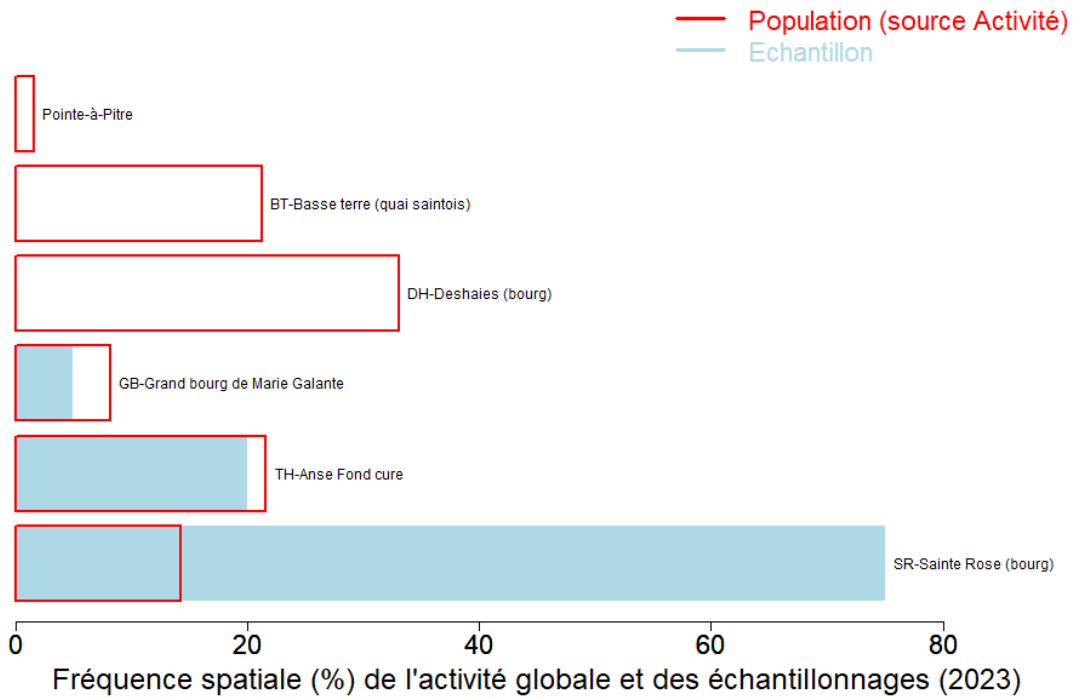 Population (source Activité)
Echantillon
Pointe-à-Pitre
BT-Basse terre (quai saintois)
DH-Deshaies (bourg)
GB-Grand bourg de Marie Galante
TH-Anse Fond cure
SR-Sainte Rose (bourg)
0 20 40 60 80
Fréquence spatiale (%) de l'activité globale et des échantillonnages (2023)